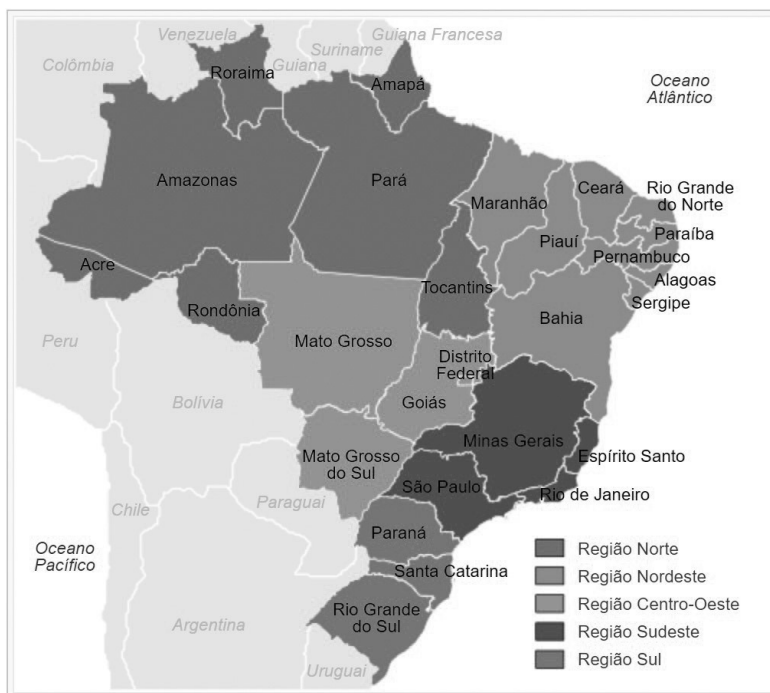 Venezuela
Guiana Francesa
Suriname
Colômbia
Guiana
Roraima
Amapá
Oceano
Atlântico
Amazonas
Pará
Ceará
Rio Grande
do Norte
Maranhão
Piauí
Paraíba
Pernambuco
Acre
Alagoas
Tocantins
Rondônia
Sergipe
Bahia
Peru
Mato Grosso
Distrito
Federal
Bolívia
Goiás
Minas Gerais
Espírito Santo
Mato Grosso
do Sul
São Paulo
Rio de Janeiro
Paraguai
Chile
Paraná
Oceano
Pacífico
Santa Catarina
Rio Grande
do Sul
Argentina
Uruguai
Região Norte
Região Nordeste
Região Centro-Oeste
Região Sudeste
Região Sul